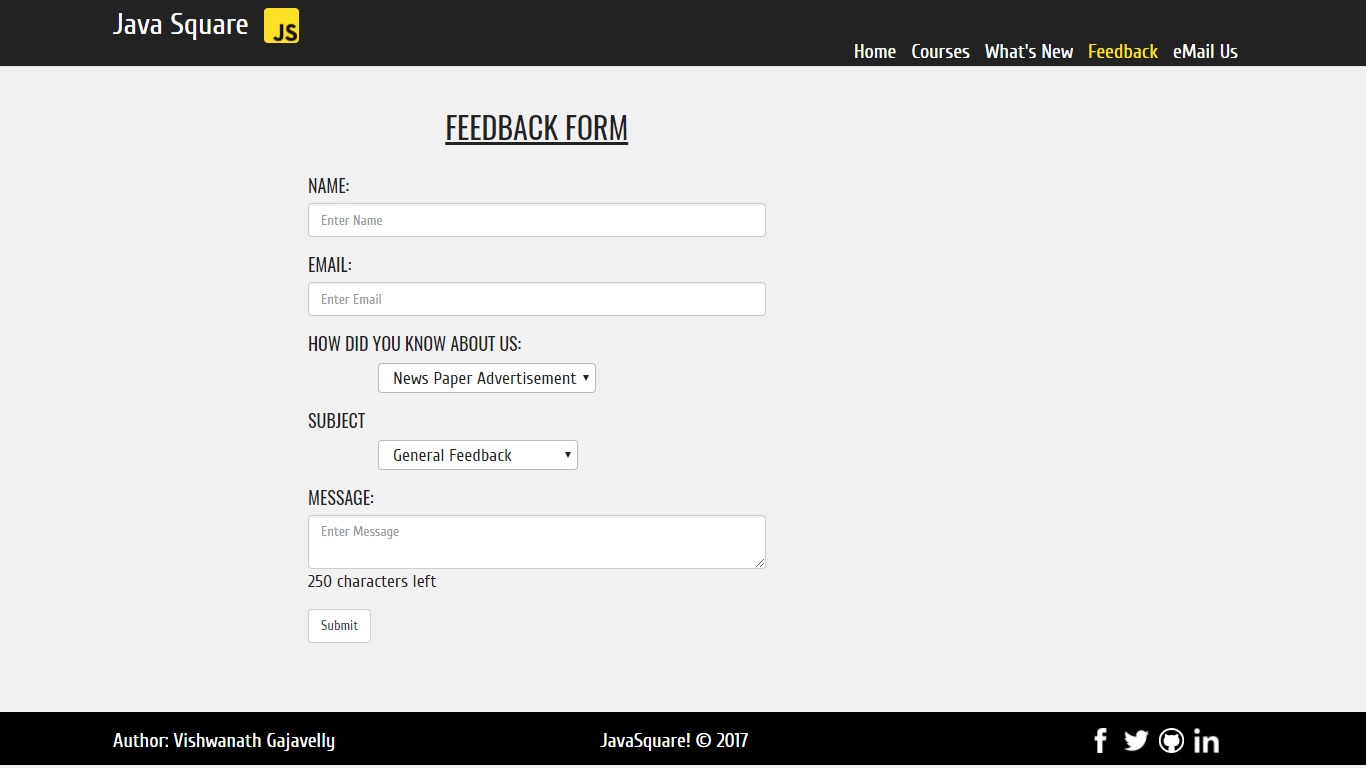 Java Square JS
Home Courses What's New Feedback eMail Us
FEEDBACK FORM
NAME:
Enter Name
EMAIL:
Enter Email
HOW DID YOU KNOW ABOUT US:
News Paper Advertisement
SUBJECT
General Feedback
MESSAGE:
Enter Message
250 characters left
Submit
Author: Vishwanath Gajavelly JavaSquare! © 2017